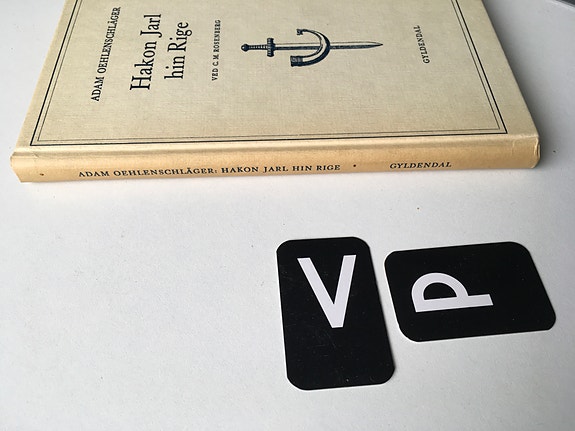 ADAM OEHLENSCHLÄGER
Hakon Jarl
hin Rige
VED C. M. ROSENBERG
GYLDENDAL
• ADAM OEHLENSCHLÄGER: HAKON JARL HIN RIGE • GYLDENDAL
V
P